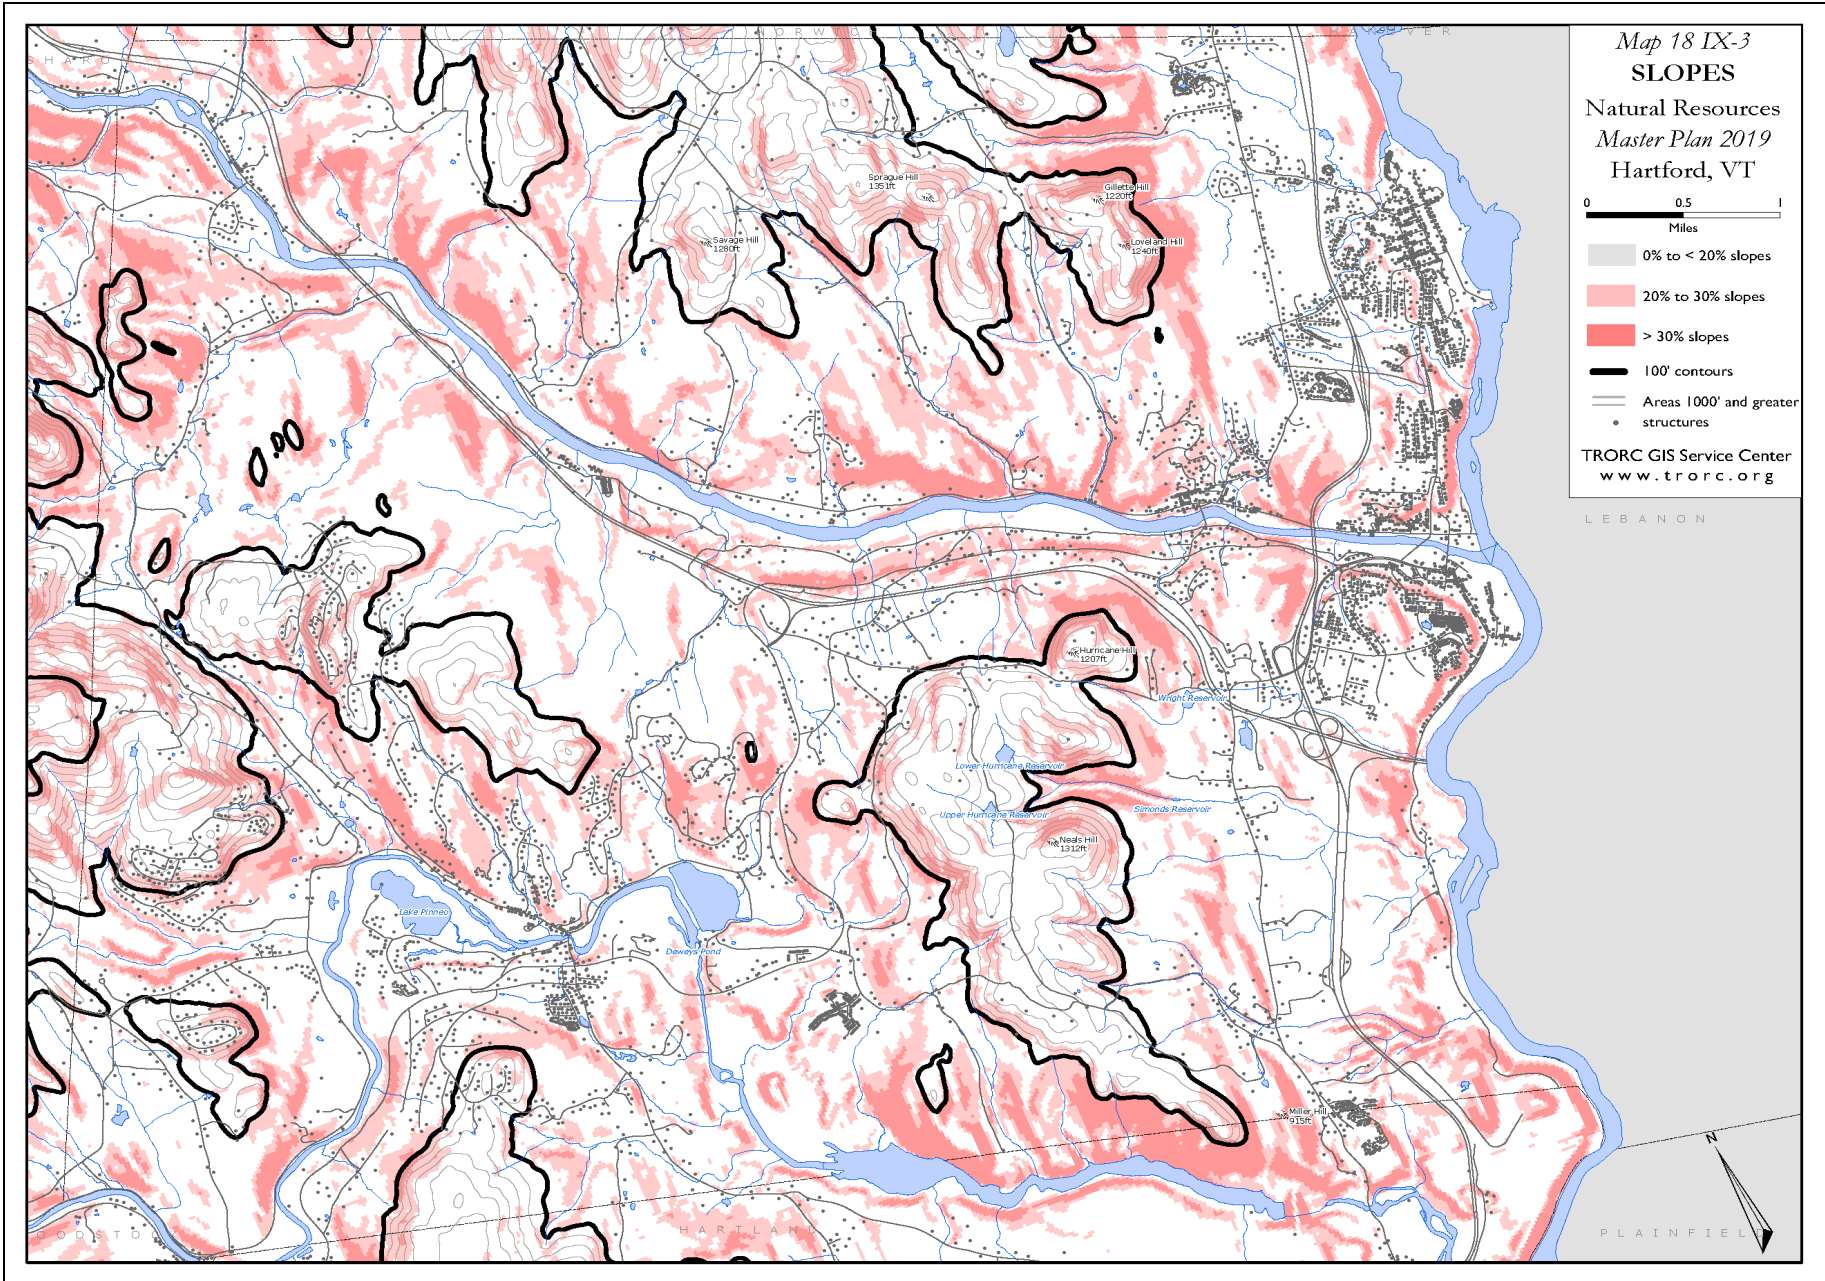 Map 18 IX-3
SLOPES
Natural Resources
Master Plan 2019
Hartford, VT
0 0.5 1
Miles
0% to < 20% slopes
20% to 30% slopes
> 30% slopes
100' contours
Areas 1000' and greater
structures
TRORC GIS Service Center
www.trorc.org
HANOVER
Sprague Hill
1351ft
Gillette Hill
1220ft
Savage Hill
1280ft
Loveland Hill
1240ft
LEBANON
Hurricane Hill
1207ft
Wright Reservoir
Lower Hurricane Reservoir
Simonds Reservoir
Upper Hurricane Reservoir
Neals Hill
1312ft
Lake Pinneo
Deweys Pond
Miller Hill
915ft
N
HARTLAND
PLAINFIELD